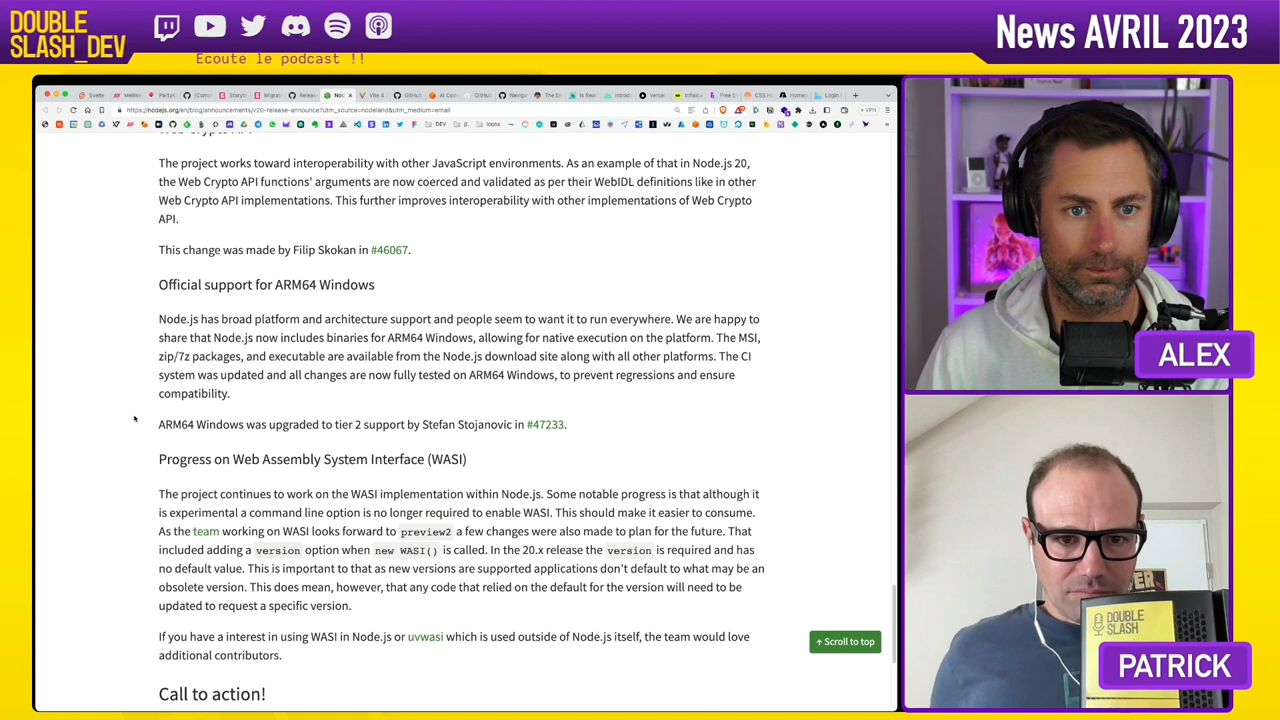 DOUBLE
SLASH_DEV
Ecoute le podcast !!
News AVRIL 2023
https://nodejs.org/en/blog/announcements/v20-release-announce?utm_source=nodeland&utm_medium=email
The project works toward interoperability with other JavaScript environments. As an example of that in Node.js 20,
the Web Crypto API functions' arguments are now coerced and validated as per their WebIDL definitions like in other
Web Crypto API implementations. This further improves interoperability with other implementations of Web Crypto
API.
This change was made by Filip Skokan in #46067.
Official support for ARM64 Windows
Node.js has broad platform and architecture support and people seem to want it to run everywhere. We are happy to
share that Node.js now includes binaries for ARM64 Windows, allowing for native execution on the platform. The MSI,
zip/7z packages, and executable are available from the Node.js download site along with all other platforms. The CI
system was updated and all changes are now fully tested on ARM64 Windows, to prevent regressions and ensure
compatibility.
ARM64 Windows was upgraded to tier 2 support by Stefan Stojanovic in #47233.
Progress on Web Assembly System Interface (WASI)
The project continues to work on the WASI implementation within Node.js. Some notable progress is that although it
is experimental a command line option is no longer required to enable WASI. This should make it easier to consume.
As the team working on WASI looks forward to preview2 a few changes were also made to plan for the future. That
included adding a version option when new WASI() is called. In the 20.x release the version is required and has
no default value. This is important to that as new versions are supported applications don't default to what may be an
obsolete version. This does mean, however, that any code that relied on the default for the version will need to be
updated to request a specific version.
If you have a interest in using WASI in Node.js or uvwasi which is used outside of Node.js itself, the team would love
additional contributors.
Scroll to top
Call to action!
ALEX
DOUBLE
SLASH
PATRICK